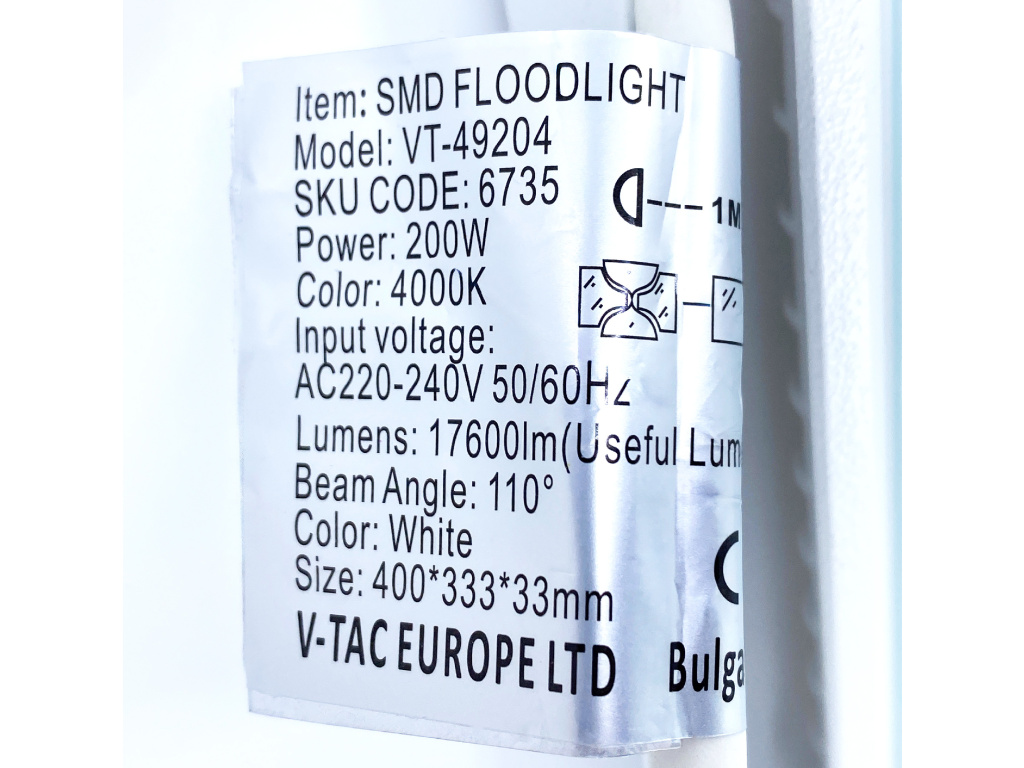 Item: SMD FLOODLIGHT
Model: VT-49204
SKU CODE: 6735
Power: 200W
Color: 4000K
Input voltage:
AC220-240V 50/60Hz
Lumens: 17600lm(Useful
Beam Angle: 110°
Color: White
Size: 400*333*33mm
V-TAC EUROPE LTD